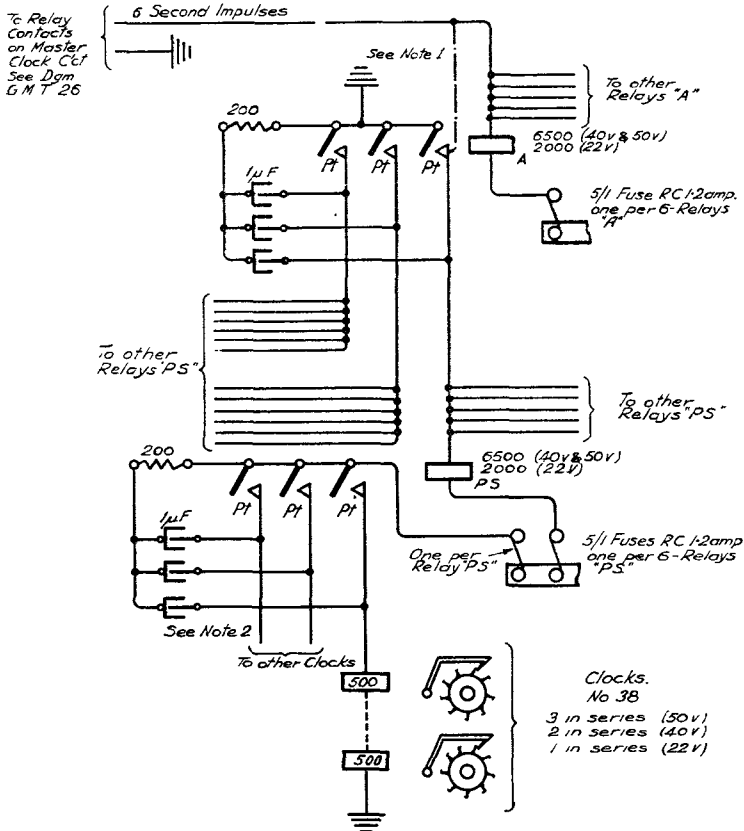 To Relay
Contacts
on Master
Clock C'ct
See Dgm
G M T 26
6 Second Impulses
See Note 1
To other
Relays "A"
200
6500 (40v & 50v)
2000 (22v)
A
Pt
Pt
Pt
1µF
5/1 Fuse RC 1·2amp.
one per 6-Relays
"A"
To other
Relays "PS"
To other
Relays "PS"
200
6500 (40v & 50v)
2000 (22v)
PS
Pt
Pt
Pt
1µF
One per
Relay "PS"
5/1 Fuses RC 1·2amp
one per 6-Relays
"PS"
See Note 2
To other Clocks
500
500
Clocks.
No 38
3 in series (50v)
2 in series (40v)
1 in series (22v)